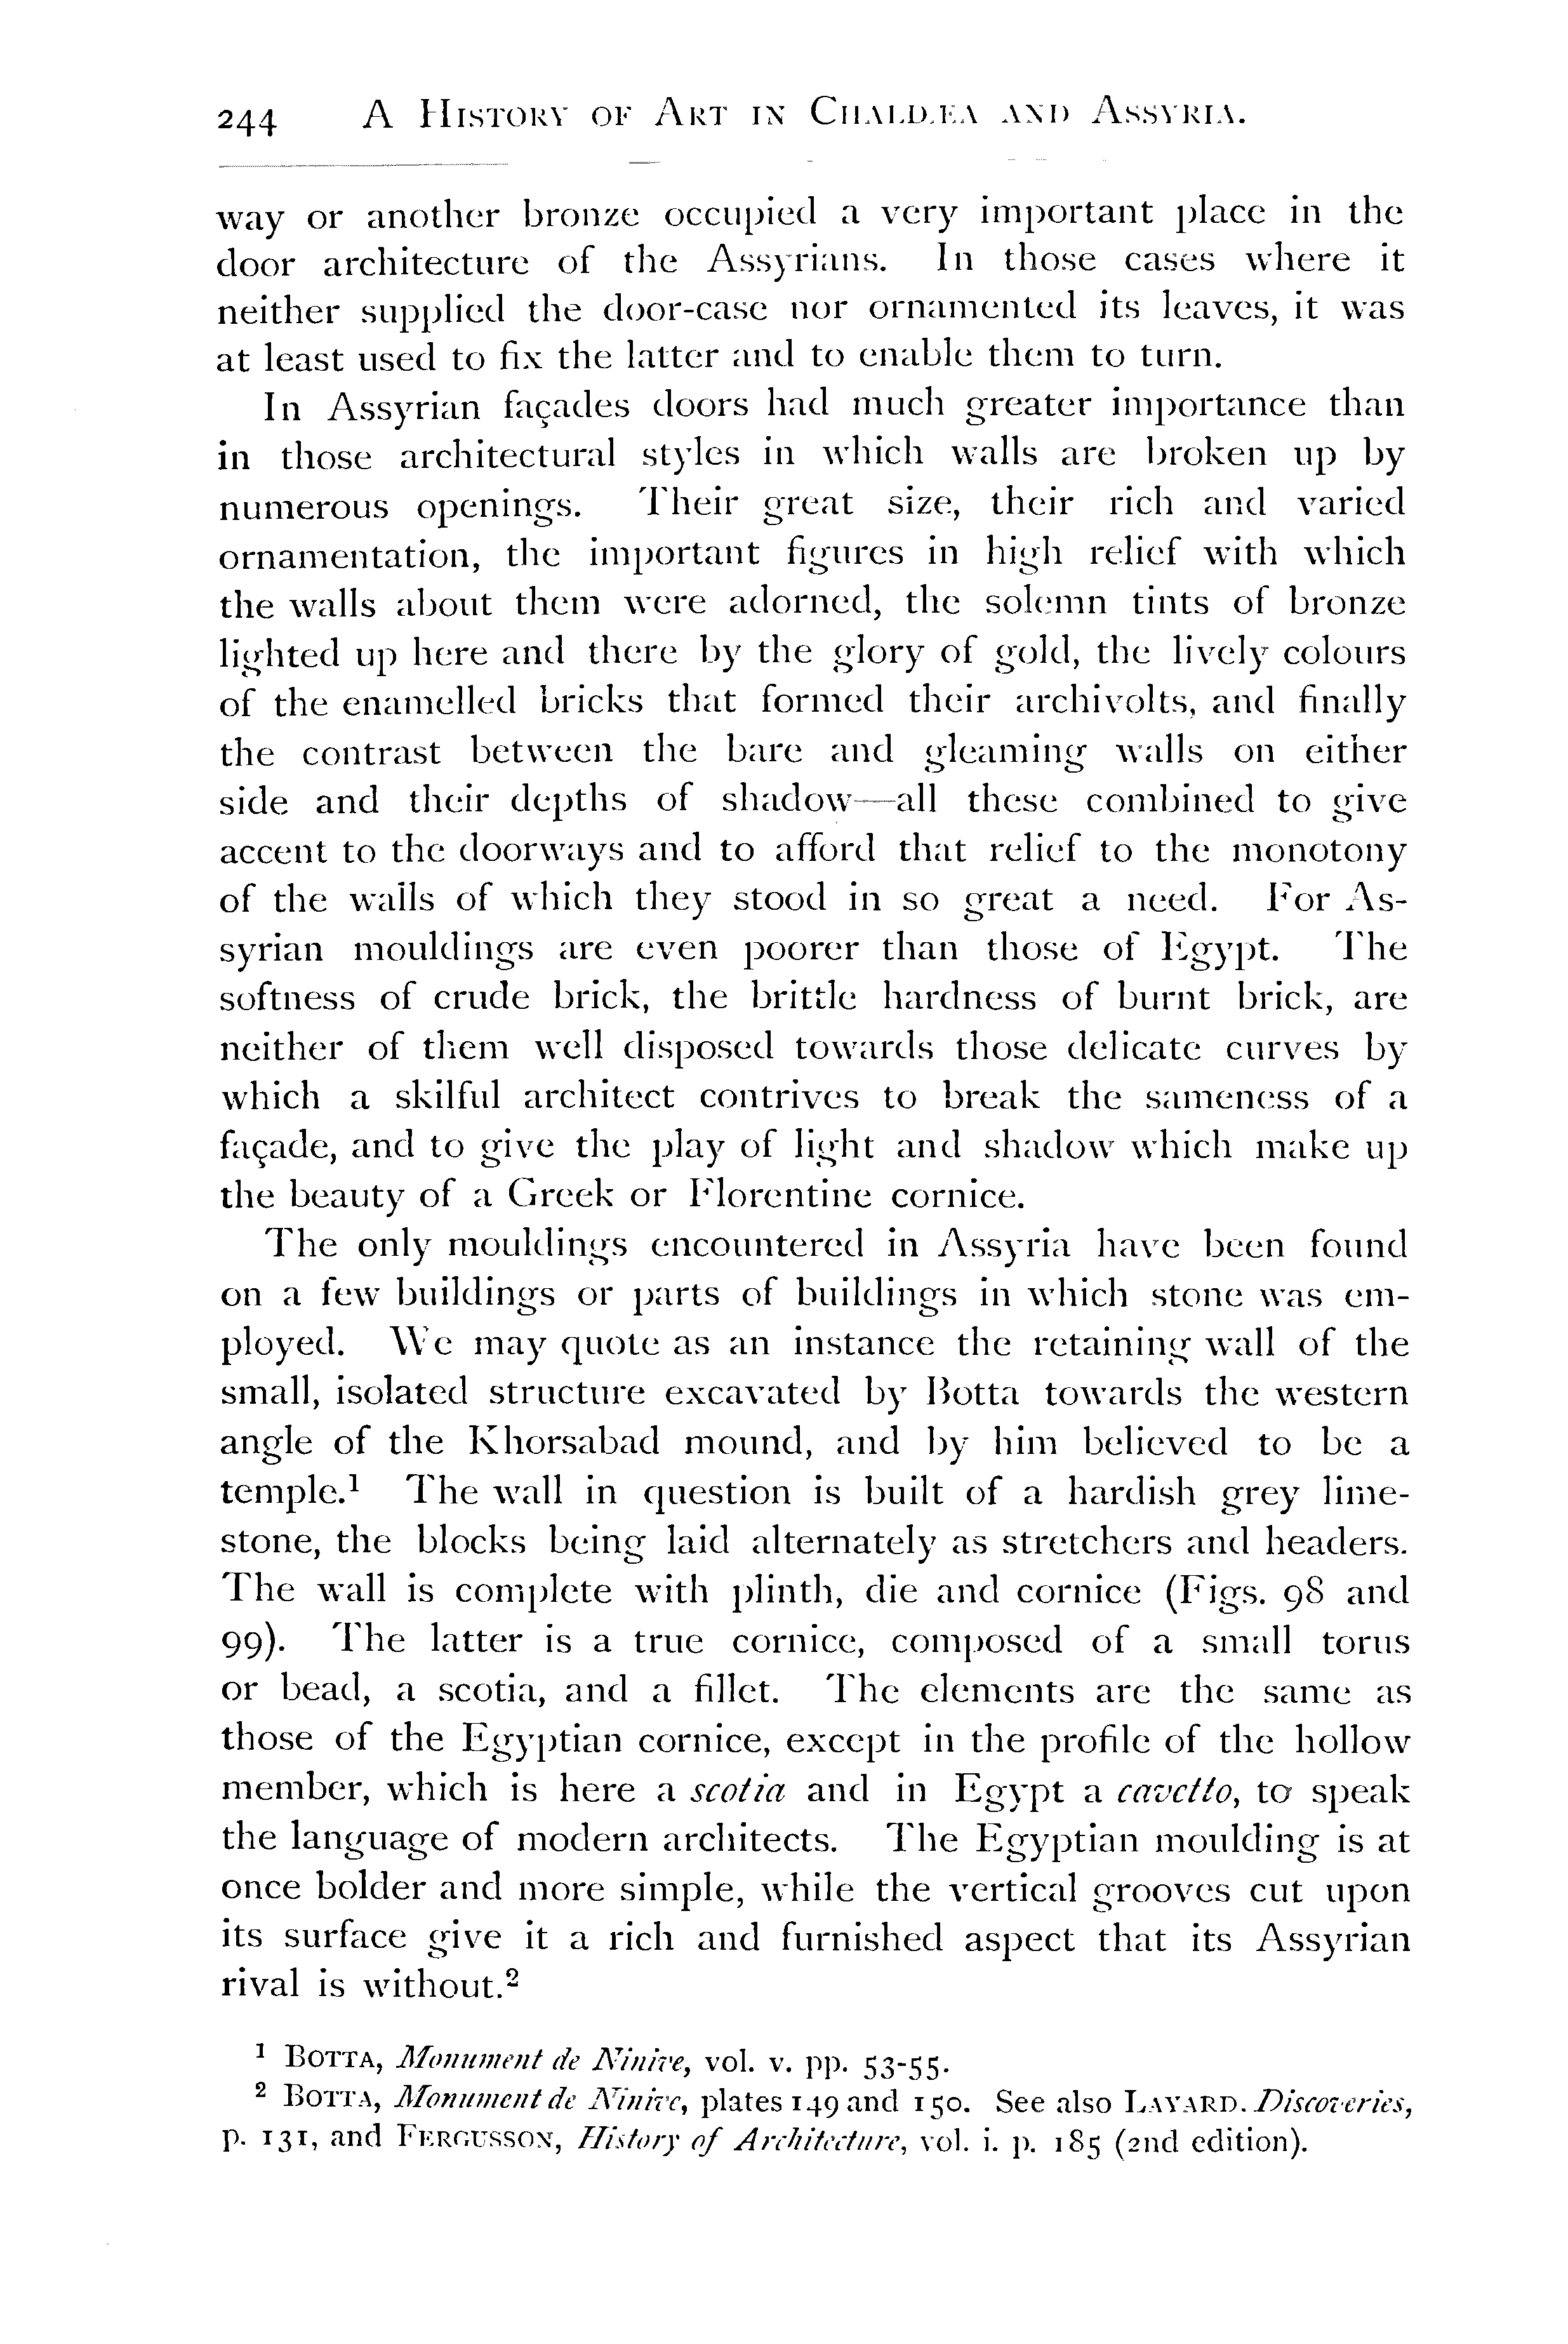 244 A History of Art in Chaldæa and Assyria.
way or another bronze occupied a very important place in the
door architecture of the Assyrians. In those cases where it
neither supplied the door-case nor ornamented its leaves, it was
at least used to fix the latter and to enable them to turn.
In Assyrian façades doors had much greater importance than
in those architectural styles in which walls are broken up by
numerous openings. Their great size, their rich and varied
ornamentation, the important figures in high relief with which
the walls about them were adorned, the solemn tints of bronze
lighted up here and there by the glory of gold, the lively colours
of the enamelled bricks that formed their archivolts, and finally
the contrast between the bare and gleaming walls on either
side and their depths of shadow—all these combined to give
accent to the doorways and to afford that relief to the monotony
of the walls of which they stood in so great a need. For As-
syrian mouldings are even poorer than those of Egypt. The
softness of crude brick, the brittle hardness of burnt brick, are
neither of them well disposed towards those delicate curves by
which a skilful architect contrives to break the sameness of a
façade, and to give the play of light and shadow which make up
the beauty of a Greek or Florentine cornice.
The only mouldings encountered in Assyria have been found
on a few buildings or parts of buildings in which stone was em-
ployed. We may quote as an instance the retaining wall of the
small, isolated structure excavated by Botta towards the western
angle of the Khorsabad mound, and by him believed to be a
temple.¹ The wall in question is built of a hardish grey lime-
stone, the blocks being laid alternately as stretchers and headers.
The wall is complete with plinth, die and cornice (Figs. 98 and
99). The latter is a true cornice, composed of a small torus
or bead, a scotia, and a fillet. The elements are the same as
those of the Egyptian cornice, except in the profile of the hollow
member, which is here a scotia and in Egypt a cavetto, to speak
the language of modern architects. The Egyptian moulding is at
once bolder and more simple, while the vertical grooves cut upon
its surface give it a rich and furnished aspect that its Assyrian
rival is without.²
¹ Botta, Monument de Ninive, vol. v. pp. 53-55.
² Botta, Monument de Ninive, plates 149 and 150. See also Layard. Discoveries,
p. 131, and Fergusson, History of Architecture, vol. i. p. 185 (2nd edition).